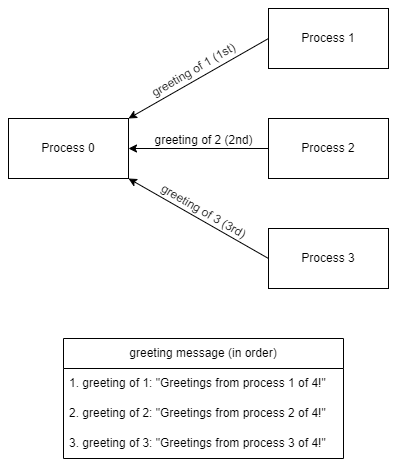 Process 1
greeting of 1 (1st)
Process 0
greeting of 2 (2nd)
Process 2
greeting of 3 (3rd)
Process 3
greeting message (in order)
1. greeting of 1: "Greetings from process 1 of 4!"
2. greeting of 2: "Greetings from process 2 of 4!"
3. greeting of 3: "Greetings from process 3 of 4!"